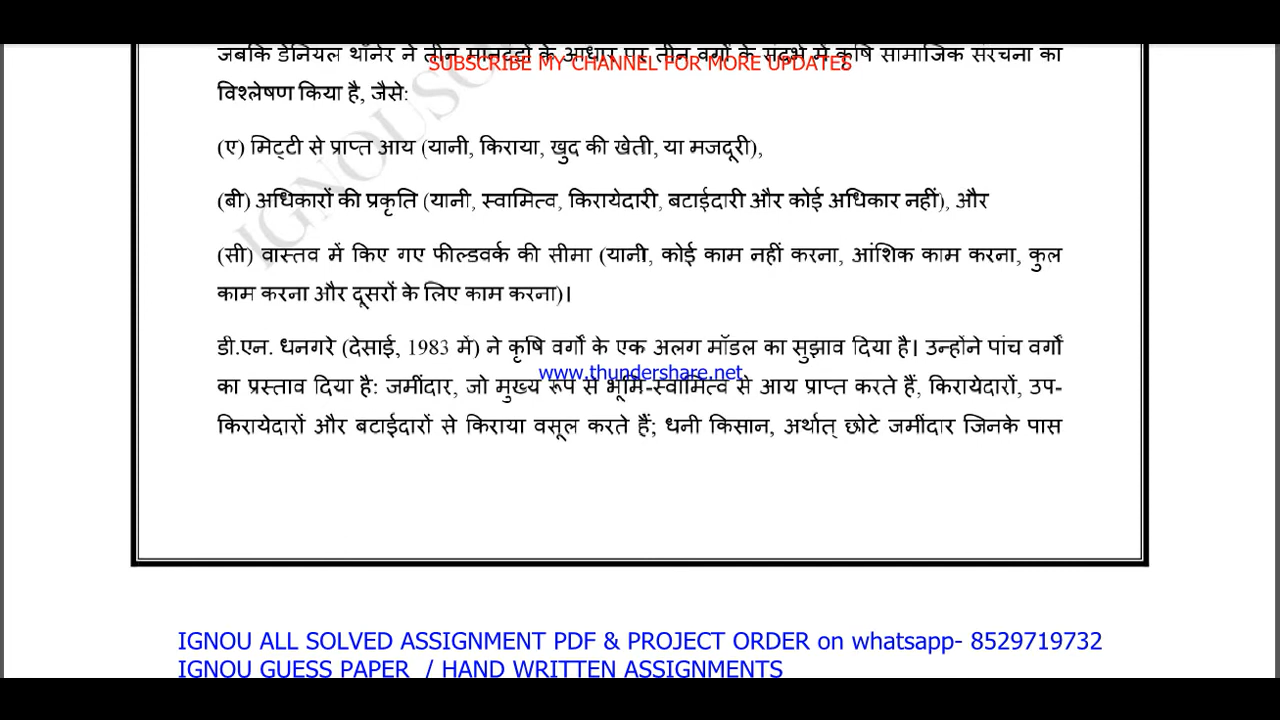 जबकि डेनियल थॉर्नर ने तीन मानदंडों के आधार पर तीन वर्गों के संदर्भ में कृषि सामाजिक संरचना का
SUBSCRIBE MY CHANNEL FOR MORE UPDATES
विश्लेषण किया है, जैसे:
(ए) मिट्टी से प्राप्त आय (यानी, किराया, खुद की खेती, या मजदूरी),
(बी) अधिकारों की प्रकृति (यानी, स्वामित्व, किरायेदारी, बटाईदारी और कोई अधिकार नहीं), और
(सी) वास्तव में किए गए फील्डवर्क की सीमा (यानी, कोई काम नहीं करना, आंशिक काम करना, कुल
काम करना और दूसरों के लिए काम करना)।
डी.एन. धनगरे (देसाई, 1983 में) ने कृषि वर्गों के एक अलग मॉडल का सुझाव दिया है। उन्होंने पांच वर्गों
www.thundershare.net
का प्रस्ताव दिया है: जमींदार, जो मुख्य रूप से भूमि-स्वामित्व से आय प्राप्त करते हैं, किरायेदारों, उप-
किरायेदारों और बटाईदारों से किराया वसूल करते हैं; धनी किसान, अर्थात् छोटे जमींदार जिनके पास
IGNOU ALL SOLVED ASSIGNMENT PDF & PROJECT ORDER on whatsapp- 8529719732
IGNOU GUESS PAPER / HAND WRITTEN ASSIGNMENTS